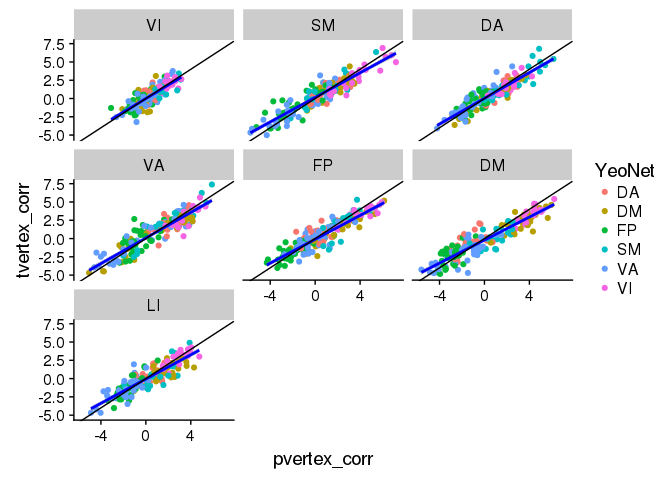 VI SM DA
7.5
5.0
2.5
0.0
-2.5
-5.0
VA FP DM
7.5
5.0
2.5
0.0
-2.5
-5.0
-4 0 4 -4 0 4
LI
7.5
5.0
2.5
0.0
-2.5
-5.0
-4 0 4
pvertex_corr
tvertex_corr
YeoNet
DA
DM
FP
SM
VA
VI